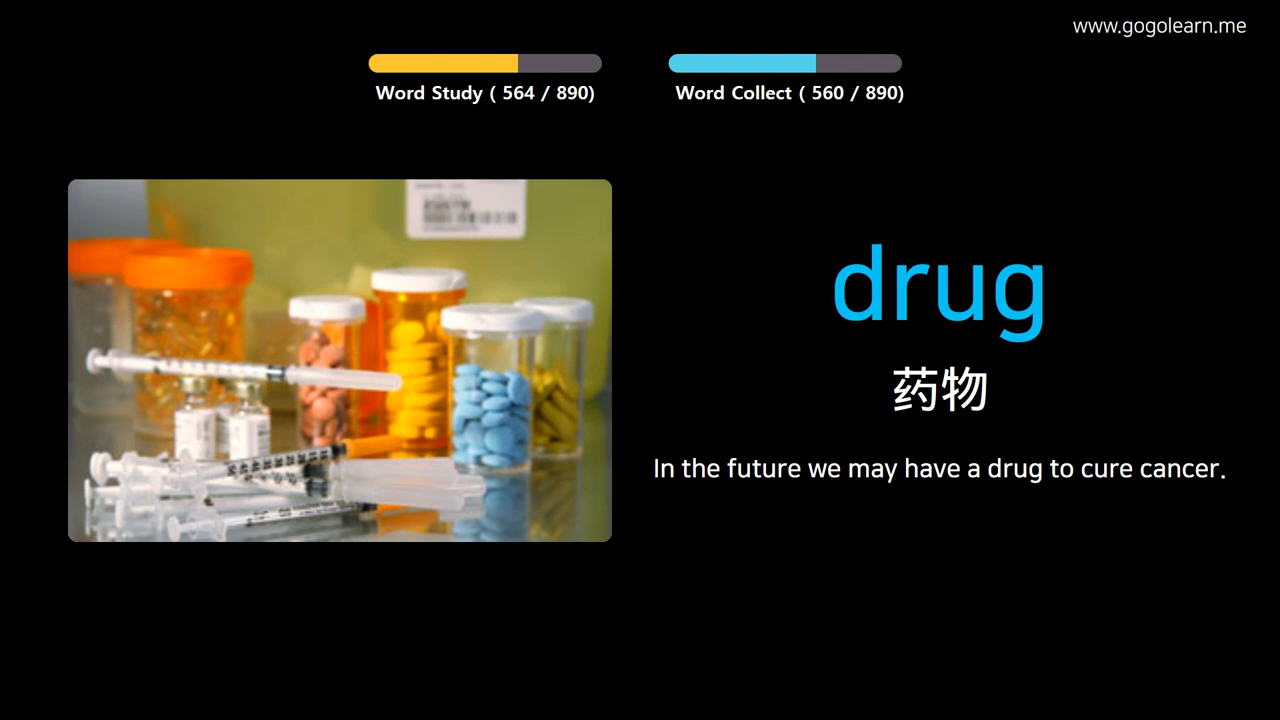 www.gogolearn.me
Word Study ( 564 / 890)
Word Collect ( 560 / 890)
drug
药物
In the future we may have a drug to cure cancer.